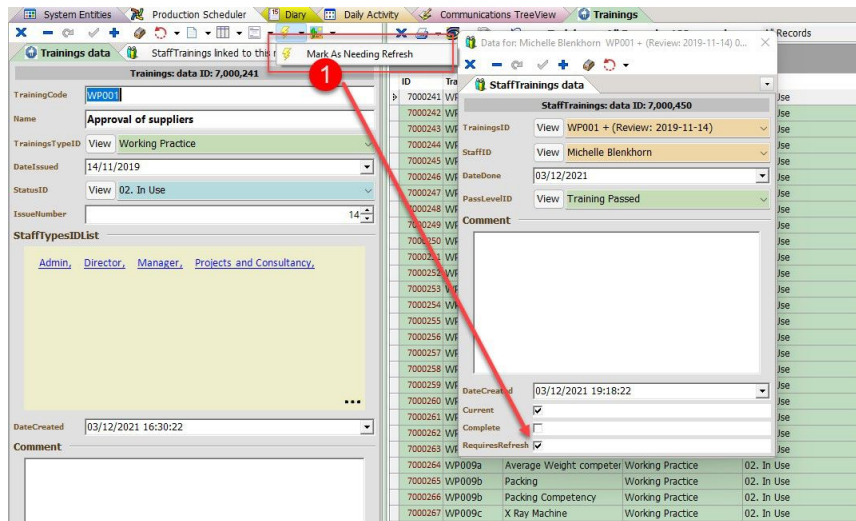 System Entities Production Scheduler 15 Diary Daily Activity Communications TreeView Trainings
Trainings data StaffTrainings linked to this
Mark As Needing Refresh
1
Trainings: data ID: 7,000,241
TrainingCode WP001
Name Approval of suppliers
TrainingsTypeID View Working Practice
DateIssued 14/11/2019
StatusID View 02. In Use
IssueNumber 14
StaffTypesIDList
Admin, Director, Manager, Projects and Consultancy,
...
DateCreated 03/12/2021 16:30:22
Comment
Records
Data for: Michelle Blenkhorn WP001 + (Review: 2019-11-14) 0...
StaffTrainings data
StaffTrainings: data ID: 7,000,450
TrainingsID View WP001 + (Review: 2019-11-14)
StaffID View Michelle Blenkhorn
DateDone 03/12/2021
PassLevelID View Training Passed
Comment
DateCreated 03/12/2021 19:18:22
Current
Complete
RequiresRefresh
ID
7000241
7000242
7000243
7000244
7000245
7000246
7000247
7000248
7000249
7000250
7000251
7000252
7000253
7000254
7000255
7000256
7000257
7000258
7000259
7000260
7000261
7000262
7000263
7000264 WP009a Average Weight competer Working Practice 02. In Use
7000265 WP009b Packing Working Practice 02. In Use
7000266 WP009b Packing Competency Working Practice 02. In Use
7000267 WP009c X Ray Machine Working Practice 02. In Use